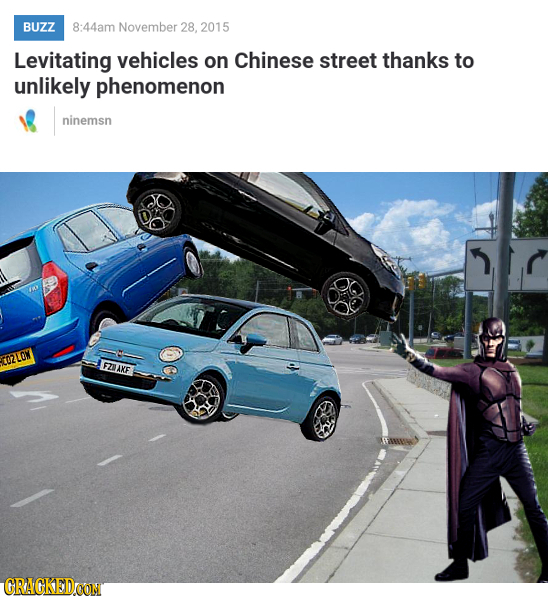 BUZZ 8:44am November 28, 2015
Levitating vehicles on Chinese street thanks to
unlikely phenomenon
ninemsn
FZII AKF
CRACKED.COM